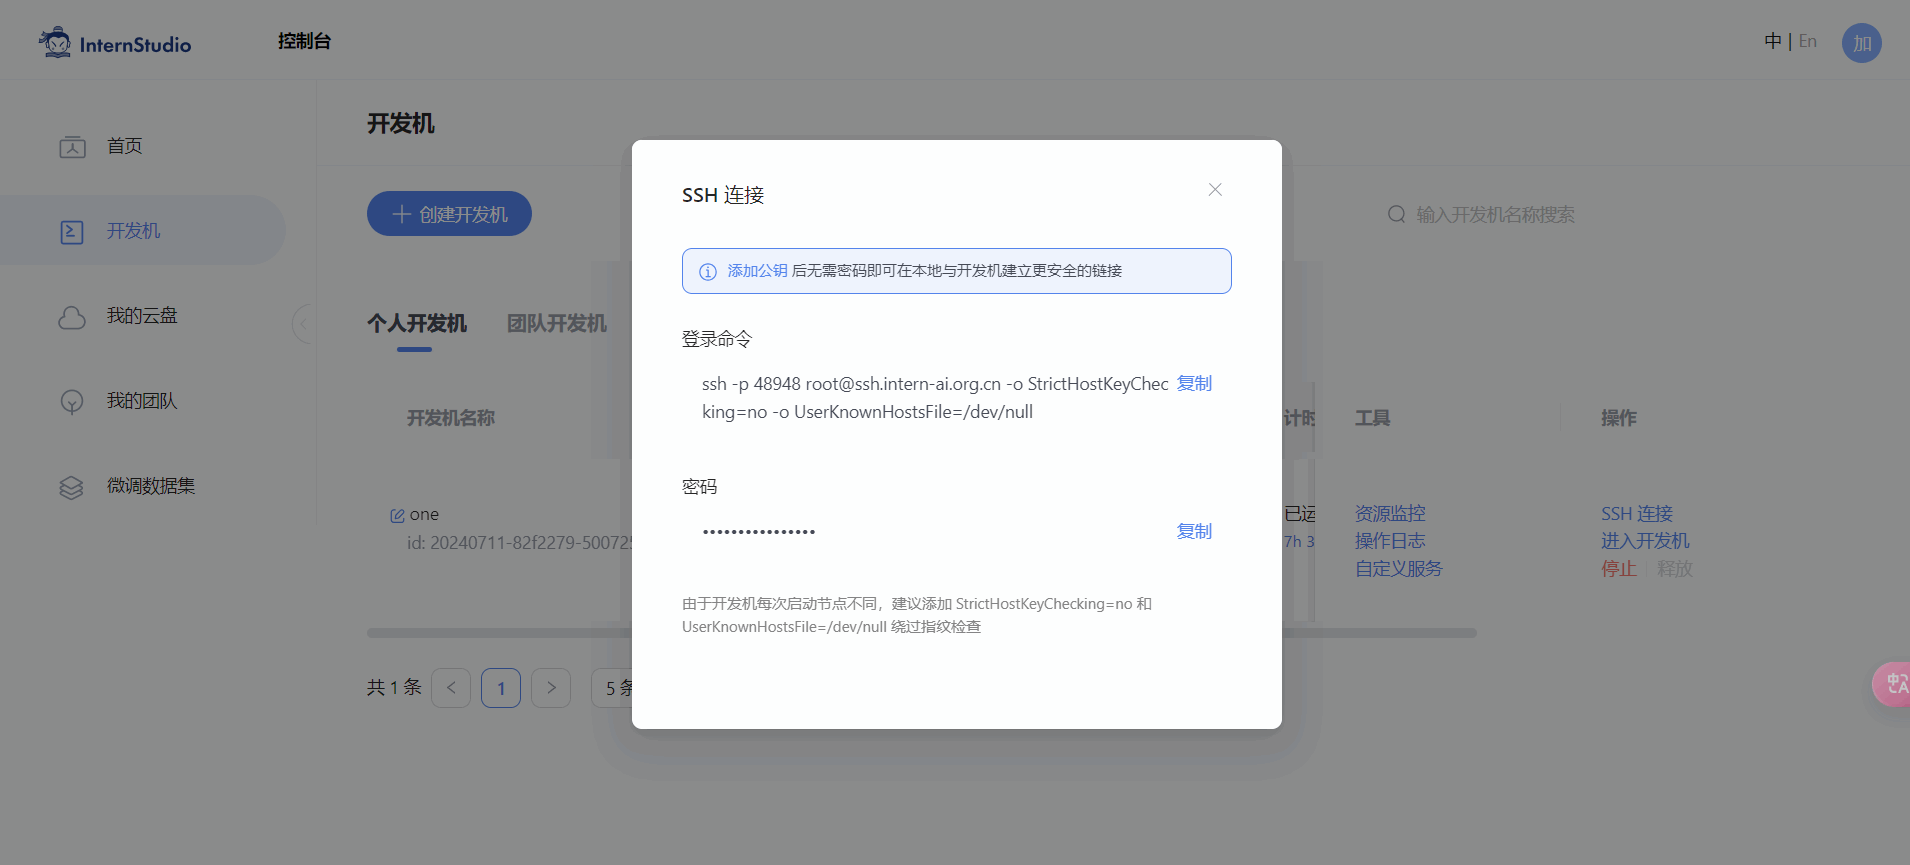 InternStudio
控制台
中 | En
加
首页
开发机
我的云盘
我的团队
微调数据集
开发机
创建开发机
输入开发机名称搜索
个人开发机
团队开发机
开发机名称
计时
工具
操作
one
id: 20240711-82f2279-50072
已运
7h 3
资源监控
操作日志
自定义服务
SSH 连接
进入开发机
停止
释放
共 1 条
1
5 条
SSH 连接
添加公钥 后无需密码即可在本地与开发机建立更安全的链接
登录命令
ssh -p 48948 root@ssh.intern-ai.org.cn -o StrictHostKeyChec
king=no -o UserKnownHostsFile=/dev/null
复制
密码
••••••••••••••••
复制
由于开发机每次启动节点不同，建议添加 StrictHostKeyChecking=no 和
UserKnownHostsFile=/dev/null 绕过指纹检查